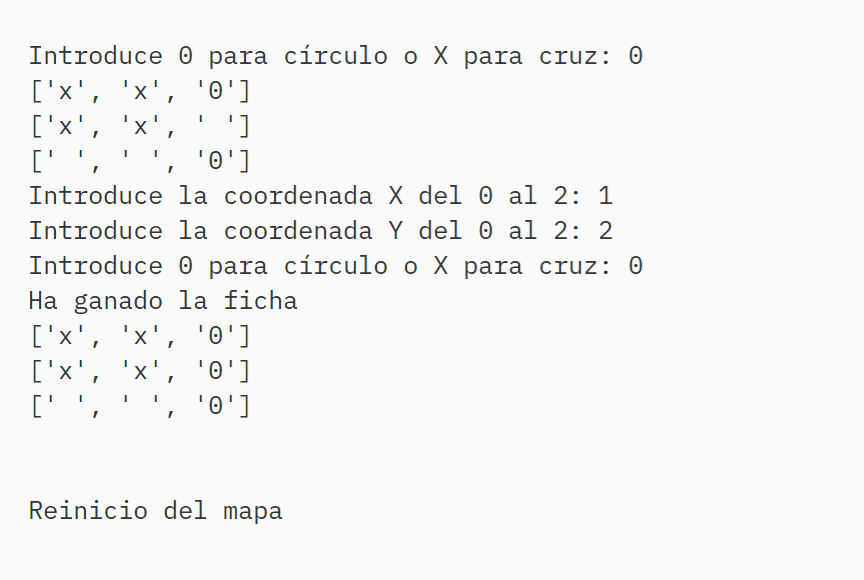 Introduce 0 para círculo o X para cruz: 0
['x', 'x', '0']
['x', 'x', ' ']
[' ', ' ', '0']
Introduce la coordenada X del 0 al 2: 1
Introduce la coordenada Y del 0 al 2: 2
Introduce 0 para círculo o X para cruz: 0
Ha ganado la ficha
['x', 'x', '0']
['x', 'x', '0']
[' ', ' ', '0']
Reinicio del mapa